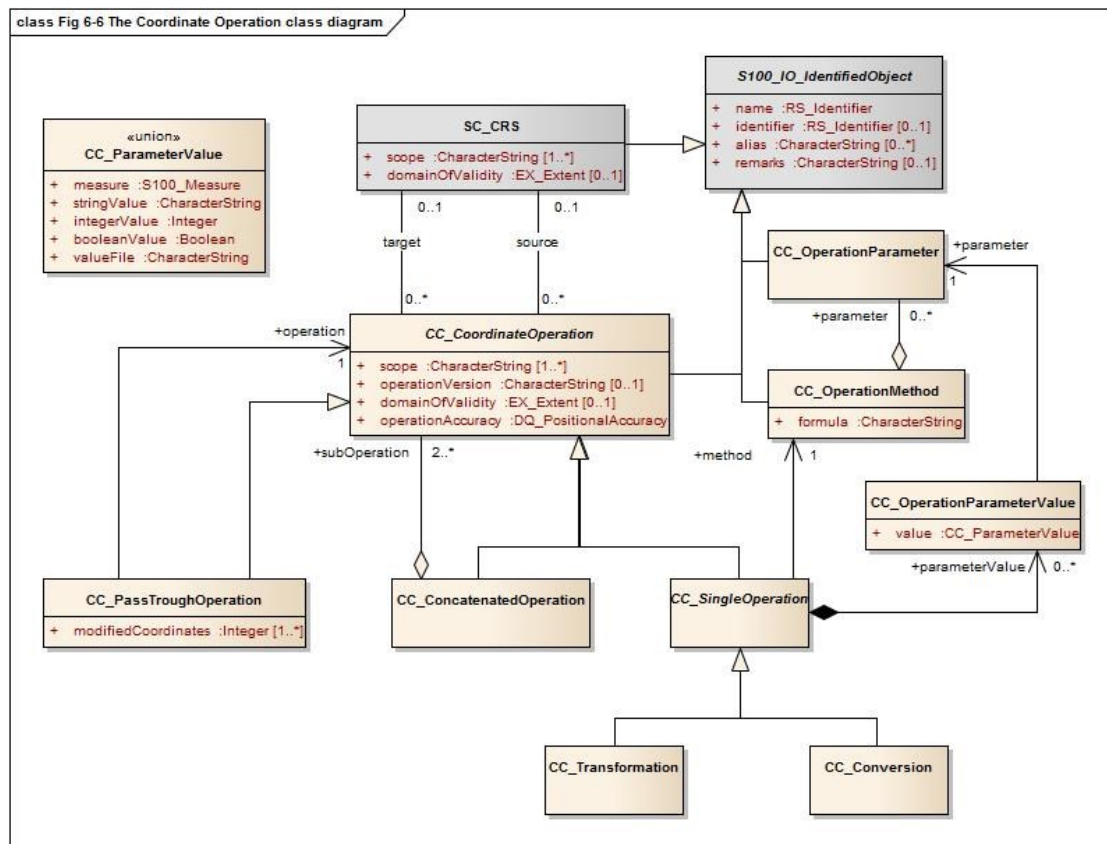 class Fig 6-6 The Coordinate Operation class diagram
S100_IO_IdentifiedObject
+ name :RS_Identifier
+ identifier :RS_Identifier [0..1]
+ alias :CharacterString [0..*]
+ remarks :CharacterString [0..1]
SC_CRS
+ scope :CharacterString [1..*]
+ domainOfValidity :EX_Extent [0..1]
«union»
CC_ParameterValue
+ measure :S100_Measure
+ stringValue :CharacterString
+ integerValue :Integer
+ booleanValue :Boolean
+ valueFile :CharacterString
0..1
0..1
target
source
0..*
0..*
CC_OperationParameter
+parameter
1
+parameter
0..*
+operation
1
CC_CoordinateOperation
+ scope :CharacterString [1..*]
+ operationVersion :CharacterString [0..1]
+ domainOfValidity :EX_Extent [0..1]
+ operationAccuracy :DQ_PositionalAccuracy
CC_OperationMethod
+ formula :CharacterString
+subOperation
2..*
+method
1
CC_OperationParameterValue
+ value :CC_ParameterValue
+parameterValue
0..*
CC_PassTroughOperation
+ modifiedCoordinates :Integer [1..*]
CC_ConcatenatedOperation
CC_SingleOperation
CC_Transformation
CC_Conversion